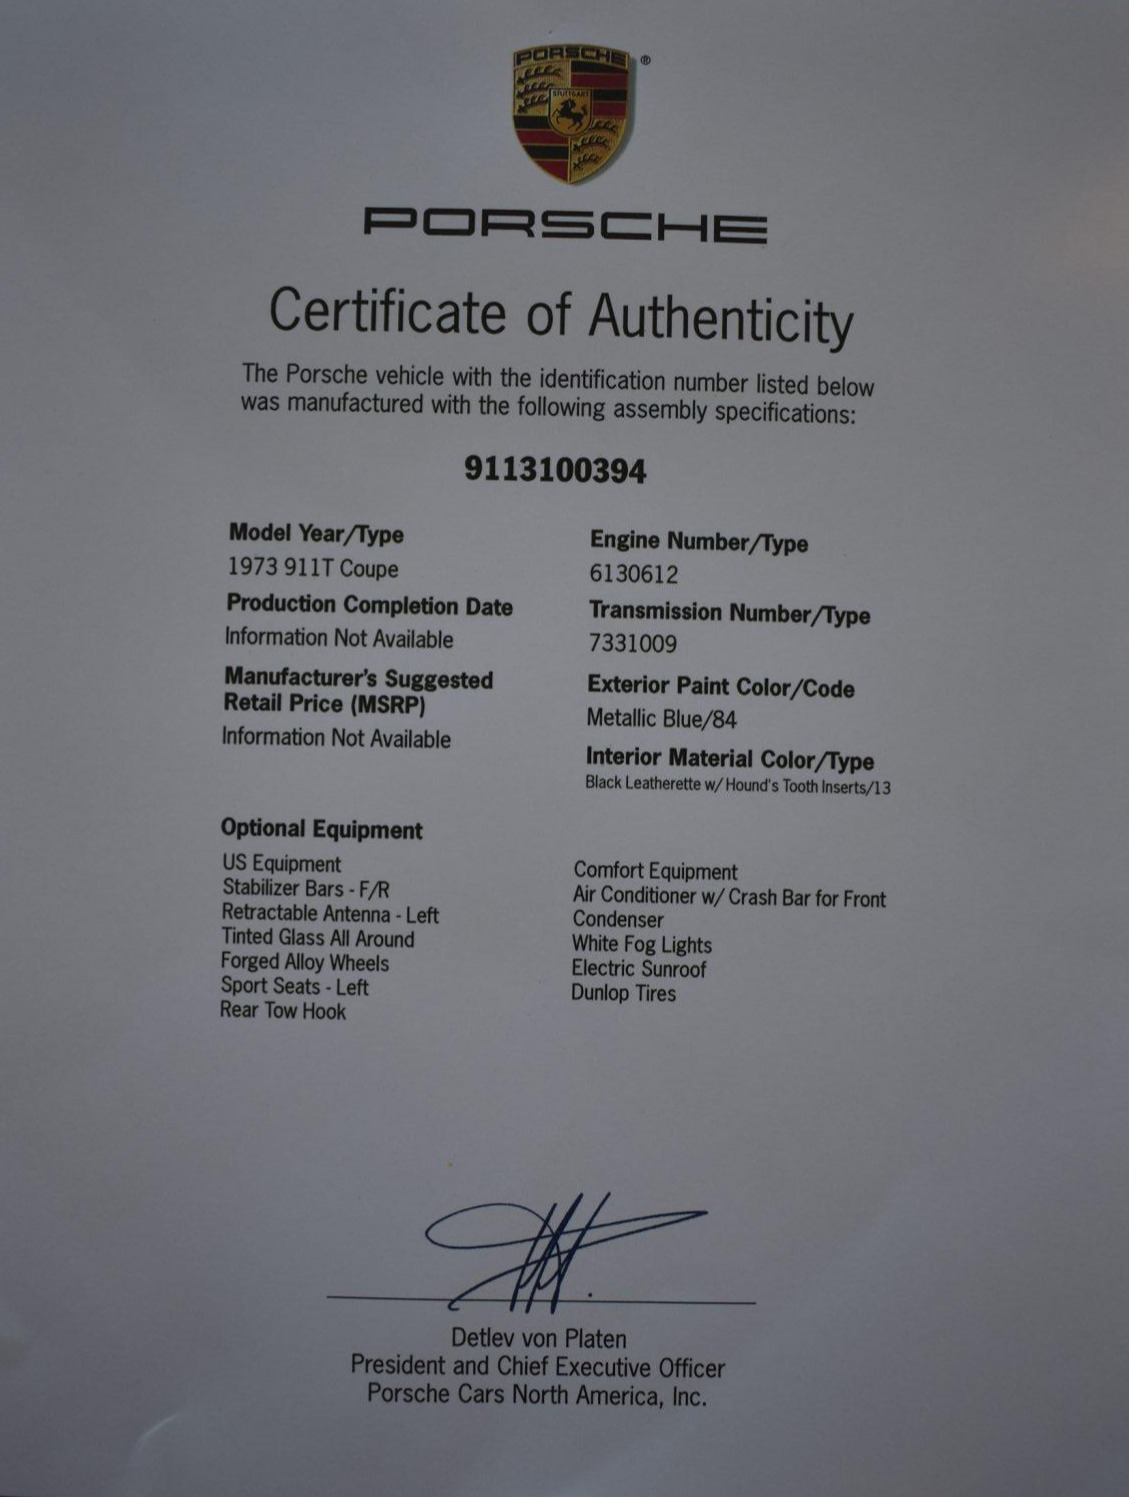 PORSCHE
STUTTGART
®
PORSCHE
Certificate of Authenticity
The Porsche vehicle with the identification number listed below
was manufactured with the following assembly specifications:
9113100394
Model Year/Type
1973 911T Coupe
Production Completion Date
Information Not Available
Manufacturer's Suggested
Retail Price (MSRP)
Information Not Available
Engine Number/Type
6130612
Transmission Number/Type
7331009
Exterior Paint Color/Code
Metallic Blue/84
Interior Material Color/Type
Black Leatherette w/ Hound's Tooth Inserts/13
Optional Equipment
US Equipment
Stabilizer Bars - F/R
Retractable Antenna - Left
Tinted Glass All Around
Forged Alloy Wheels
Sport Seats - Left
Rear Tow Hook
Comfort Equipment
Air Conditioner w/ Crash Bar for Front
Condenser
White Fog Lights
Electric Sunroof
Dunlop Tires
Detlev von Platen
President and Chief Executive Officer
Porsche Cars North America, Inc.